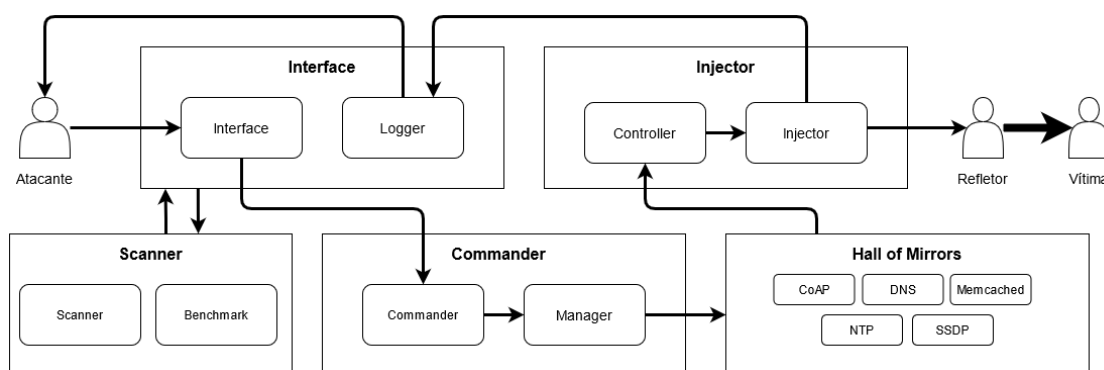 Interface
Injector
Interface
Logger
Controller
Injector
Atacante
Refletor
Vítima
Scanner
Commander
Hall of Mirrors
Scanner
Benchmark
Commander
Manager
CoAP
DNS
Memcached
NTP
SSDP